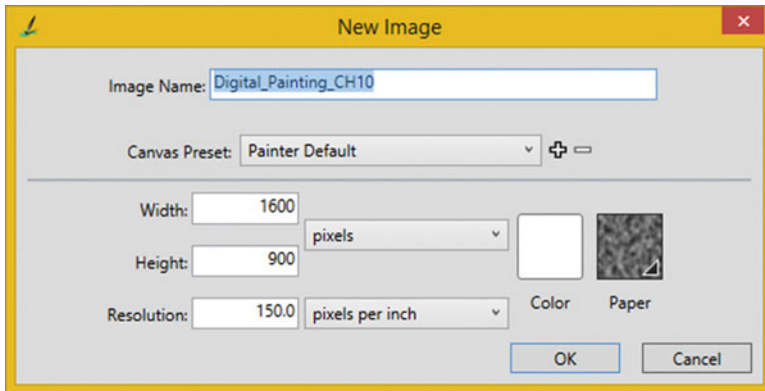 New Image
Image Name: Digital_Painting_CH10
Canvas Preset: Painter Default
Width: 1600
pixels
Height: 900
Resolution: 150.0 pixels per inch
Color Paper
OK Cancel